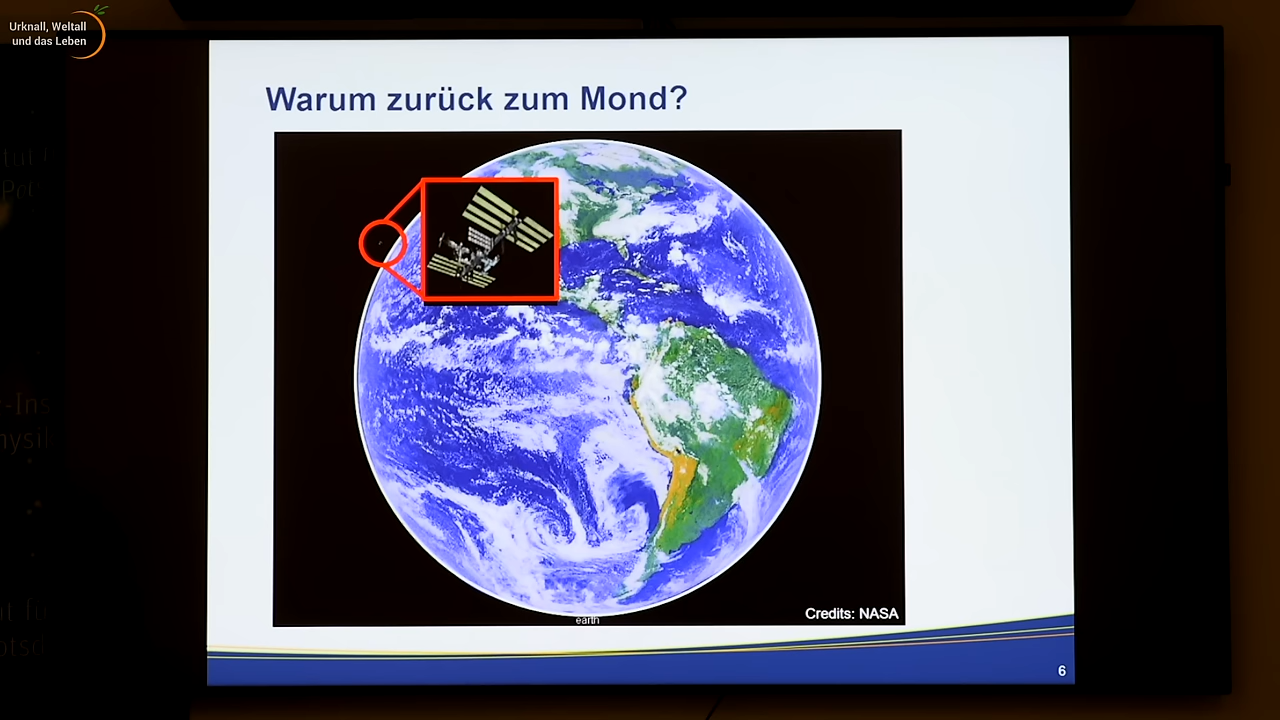 Urknall, Weltall
und das Leben
Warum zurück zum Mond?
earth
Credits: NASA
6